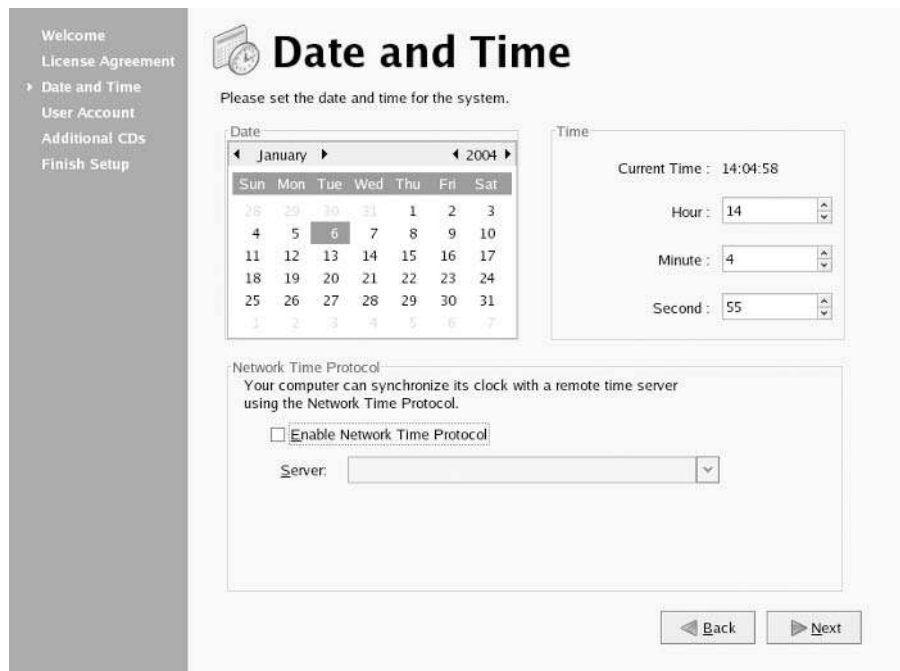 Welcome
License Agreement
Date and Time
User Account
Additional CDs
Finish Setup
Date and Time
Please set the date and time for the system.
Date
January 2004
Sun Mon Tue Wed Thu Fri Sat
28 29 30 31 1 2 3
4 5 6 7 8 9 10
11 12 13 14 15 16 17
18 19 20 21 22 23 24
25 26 27 28 29 30 31
1 2 3 4 5 6 7
Time
Current Time : 14:04:58
Hour : 14
Minute : 4
Second : 55
Network Time Protocol
Your computer can synchronize its clock with a remote time server
using the Network Time Protocol.
Enable Network Time Protocol
Server:
Back
Next